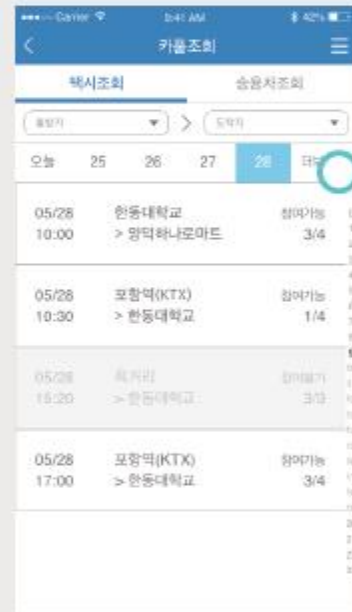 Carrier 9:41 AM 42%
카풀조회
택시조회 승용차조회
출발지 도착지
오늘 25 26 27 28
05/28 한동대학교 참여가능
10:00 > 양덕하나로마트 3/4
05/28 포항역(KTX) 참여가능
10:30 > 한동대학교 1/4
05/28 육거리 참여불가
15:20 > 한동대학교 3/3
05/28 포항역(KTX) 참여가능
17:00 > 한동대학교 3/4